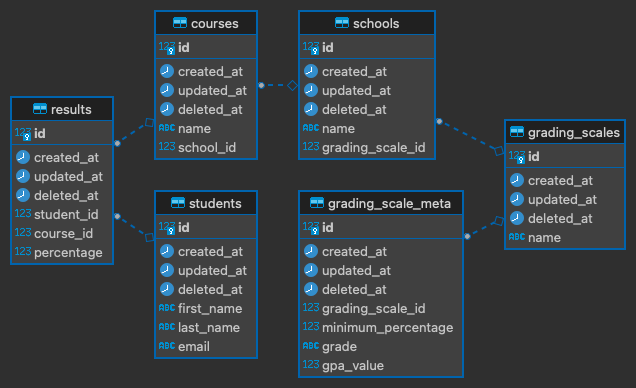 courses
123 id
created_at
updated_at
deleted_at
ABC name
123 school_id
schools
123 id
created_at
updated_at
deleted_at
ABC name
123 grading_scale_id
results
123 id
created_at
updated_at
deleted_at
123 student_id
123 course_id
123 percentage
grading_scales
123 id
created_at
updated_at
deleted_at
ABC name
students
123 id
created_at
updated_at
deleted_at
ABC first_name
ABC last_name
ABC email
grading_scale_meta
123 id
created_at
updated_at
deleted_at
123 grading_scale_id
123 minimum_percentage
ABC grade
123 gpa_value